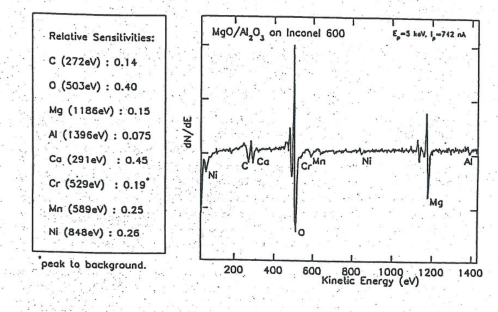 Relative Sensitivities:
C (272eV) : 0.14
O (503eV) : 0.40
Mg (1186eV) : 0.15
Al (1396eV) : 0.075
Ca (291eV) : 0.45
Cr (529eV) : 0.19*
Mn (589eV) : 0.25
Ni (848eV) : 0.26
*peak to background.
MgO/Al₂O₃ on Inconel 600
Eₚ=5 keV, Iₚ=742 nA
dN/dE
Ni
C
Ca
O
Cr
Mn
Ni
Mg
Al
200 400 600 800 1000 1200 1400
Kinetic Energy (eV)